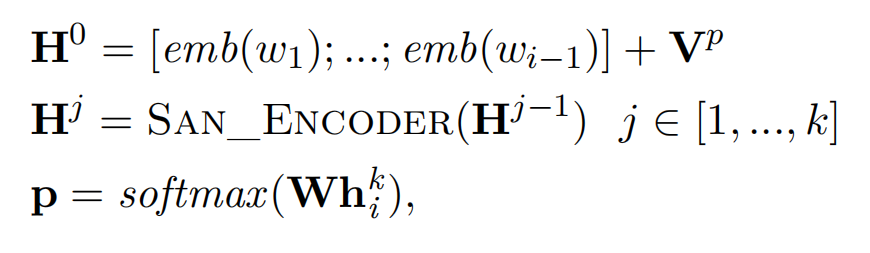 H⁰ = [emb(w₁); ...; emb(wᵢ₋₁)] + Vᵖ
Hʲ = SAN_ENCODER(Hʲ⁻¹) j ∈ [1, ..., k]
p = softmax(Whᵢᵏ),